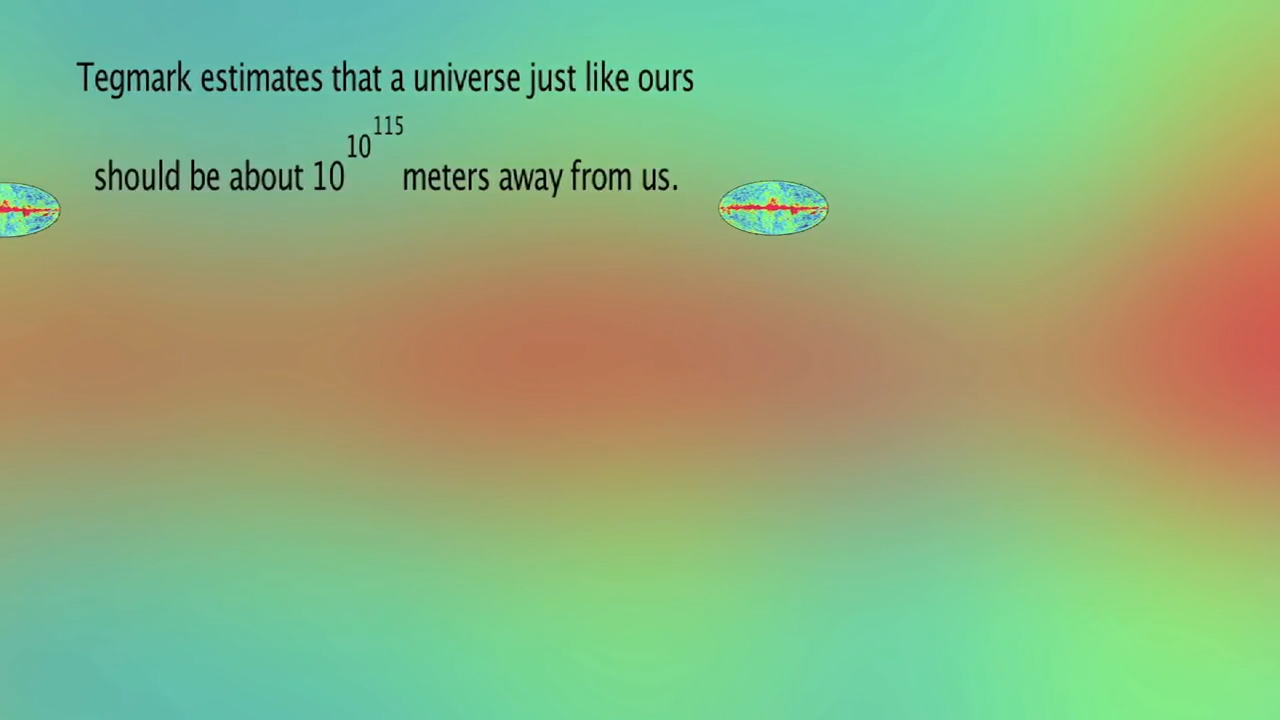 Tegmark estimates that a universe just like ours
should be about 10^10^115 meters away from us.